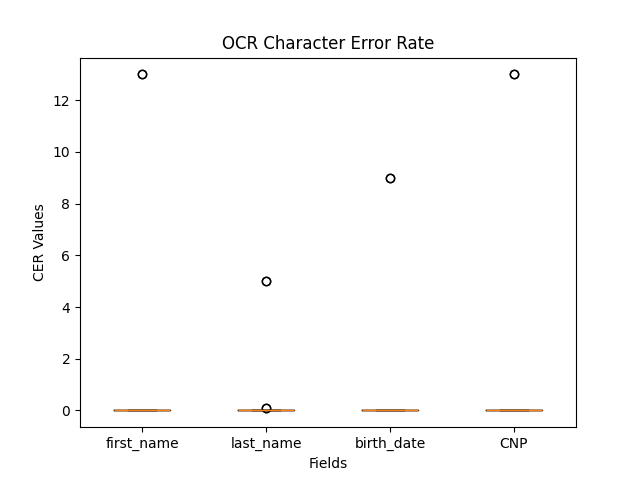 OCR Character Error Rate
CER Values
12
10
8
6
4
2
0
first_name last_name birth_date CNP
Fields